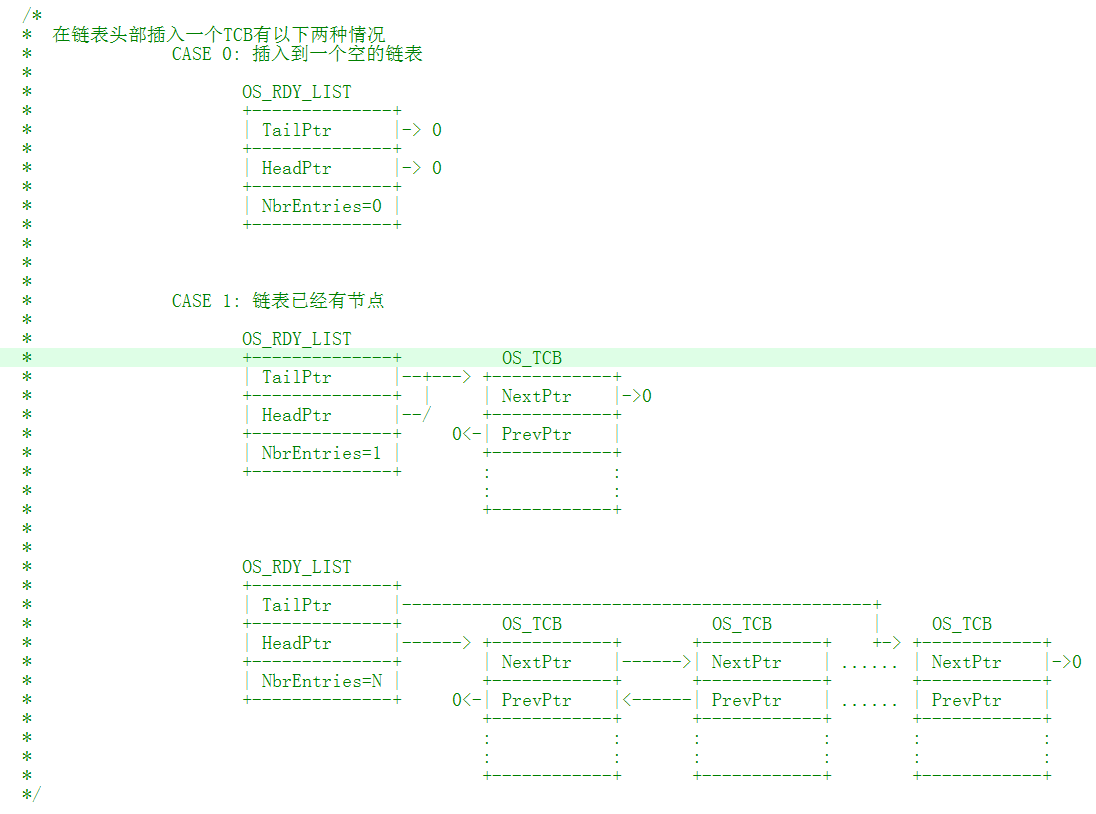 /*
*  在链表头部插入一个TCB有以下两种情况
*              CASE 0: 插入到一个空的链表
*
*                     OS_RDY_LIST
*                     +--------------+
*                     | TailPtr      |-> 0
*                     +--------------+
*                     | HeadPtr      |-> 0
*                     +--------------+
*                     | NbrEntries=0 |
*                     +--------------+
*
*
*
*              CASE 1: 链表已经有节点
*
*                     OS_RDY_LIST
*                     +--------------+          OS_TCB
*                     | TailPtr      |--+---> +------------+
*                     +--------------+  |     | NextPtr    |->0
*                     | HeadPtr      |--/     +------------+
*                     +--------------+     0<-| PrevPtr    |
*                     | NbrEntries=1 |        +------------+
*                     +--------------+        :            :
*                                             :            :
*                                             +------------+
*
*
*                     OS_RDY_LIST
*                     +--------------+
*                     | TailPtr      |-----------------------------------------------+
*                     +--------------+          OS_TCB               OS_TCB          |     OS_TCB
*                     | HeadPtr      |------> +------------+       +------------+    +-> +------------+
*                     +--------------+        | NextPtr    |------>| NextPtr    | ...... | NextPtr    |->0
*                     | NbrEntries=N |        +------------+       +------------+        +------------+
*                     +--------------+     0<-| PrevPtr    |<------| PrevPtr    | ...... | PrevPtr    |
*                                             +------------+       +------------+        +------------+
*                                             :            :       :            :        :            :
*                                             :            :       :            :        :            :
*                                             +------------+       +------------+        +------------+
*/